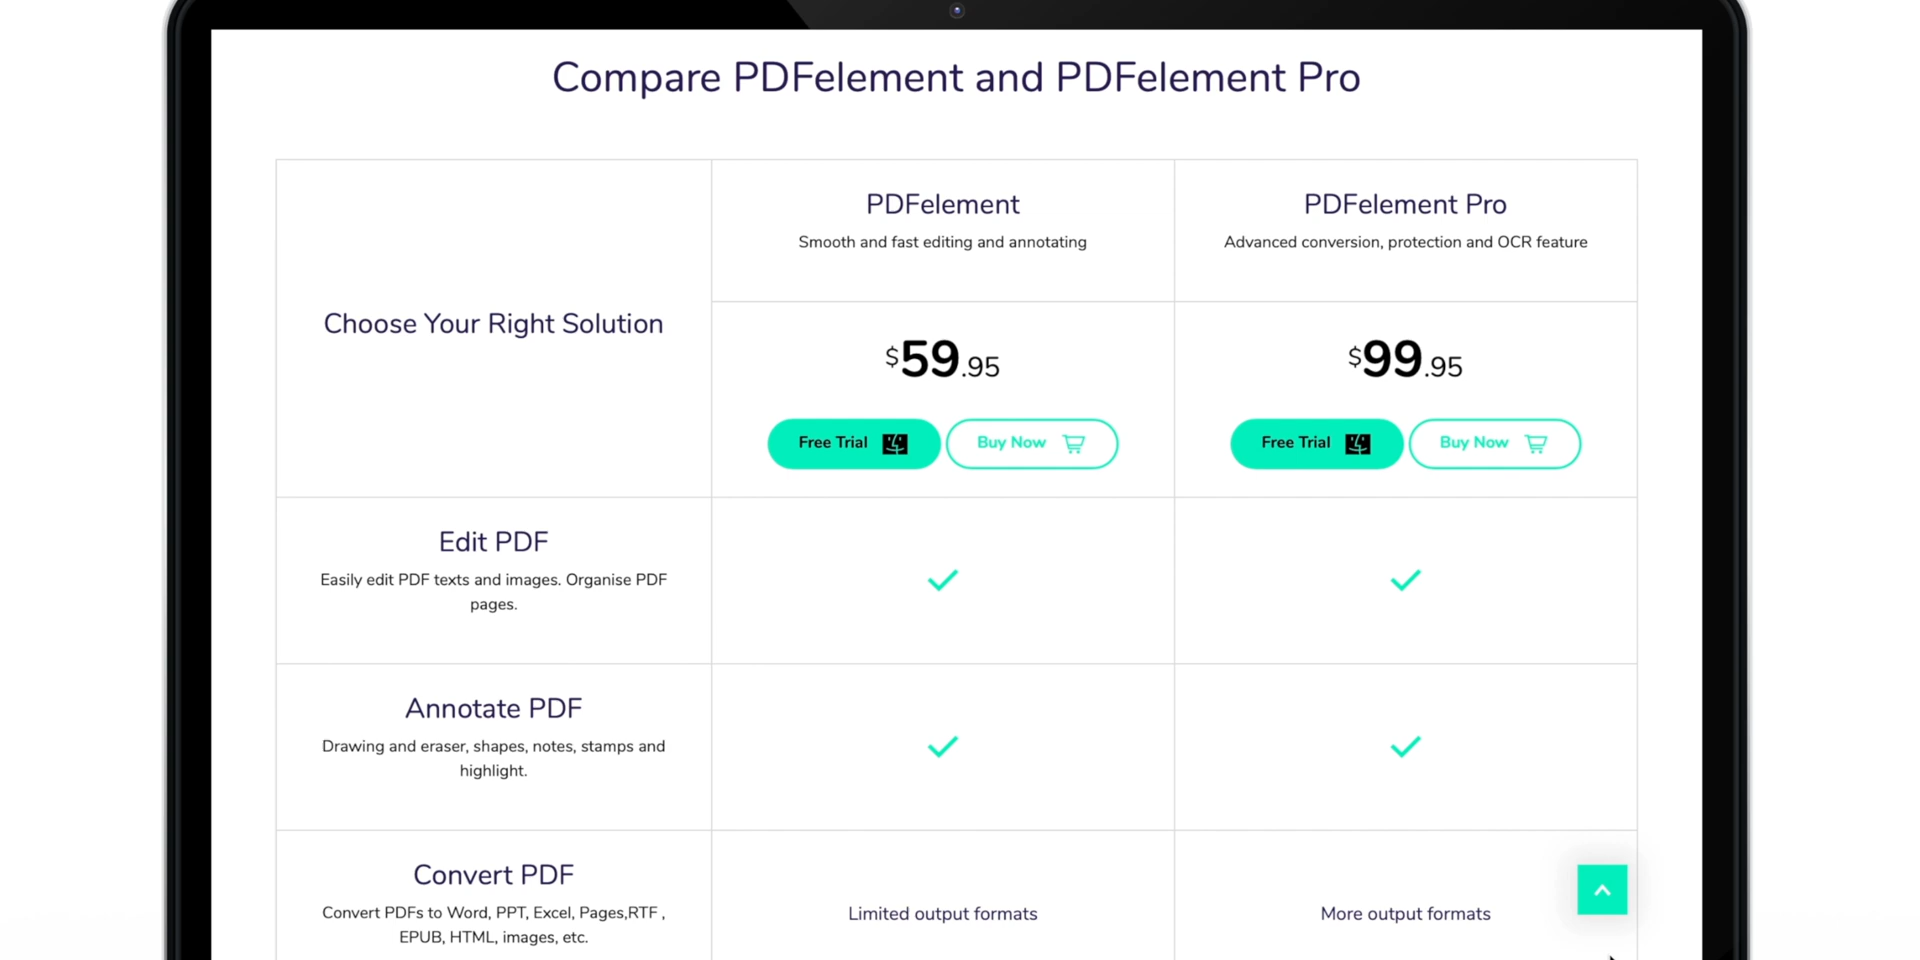 Compare PDFelement and PDFelement Pro
Choose Your Right Solution
PDFelement
Smooth and fast editing and annotating
PDFelement Pro
Advanced conversion, protection and OCR feature
$59.95
$99.95
Free Trial
Buy Now
Free Trial
Buy Now
Edit PDF
Easily edit PDF texts and images. Organise PDF
pages.
Annotate PDF
Drawing and eraser, shapes, notes, stamps and
highlight.
Convert PDF
Convert PDFs to Word, PPT, Excel, Pages,RTF ,
EPUB, HTML, images, etc.
Limited output formats
More output formats